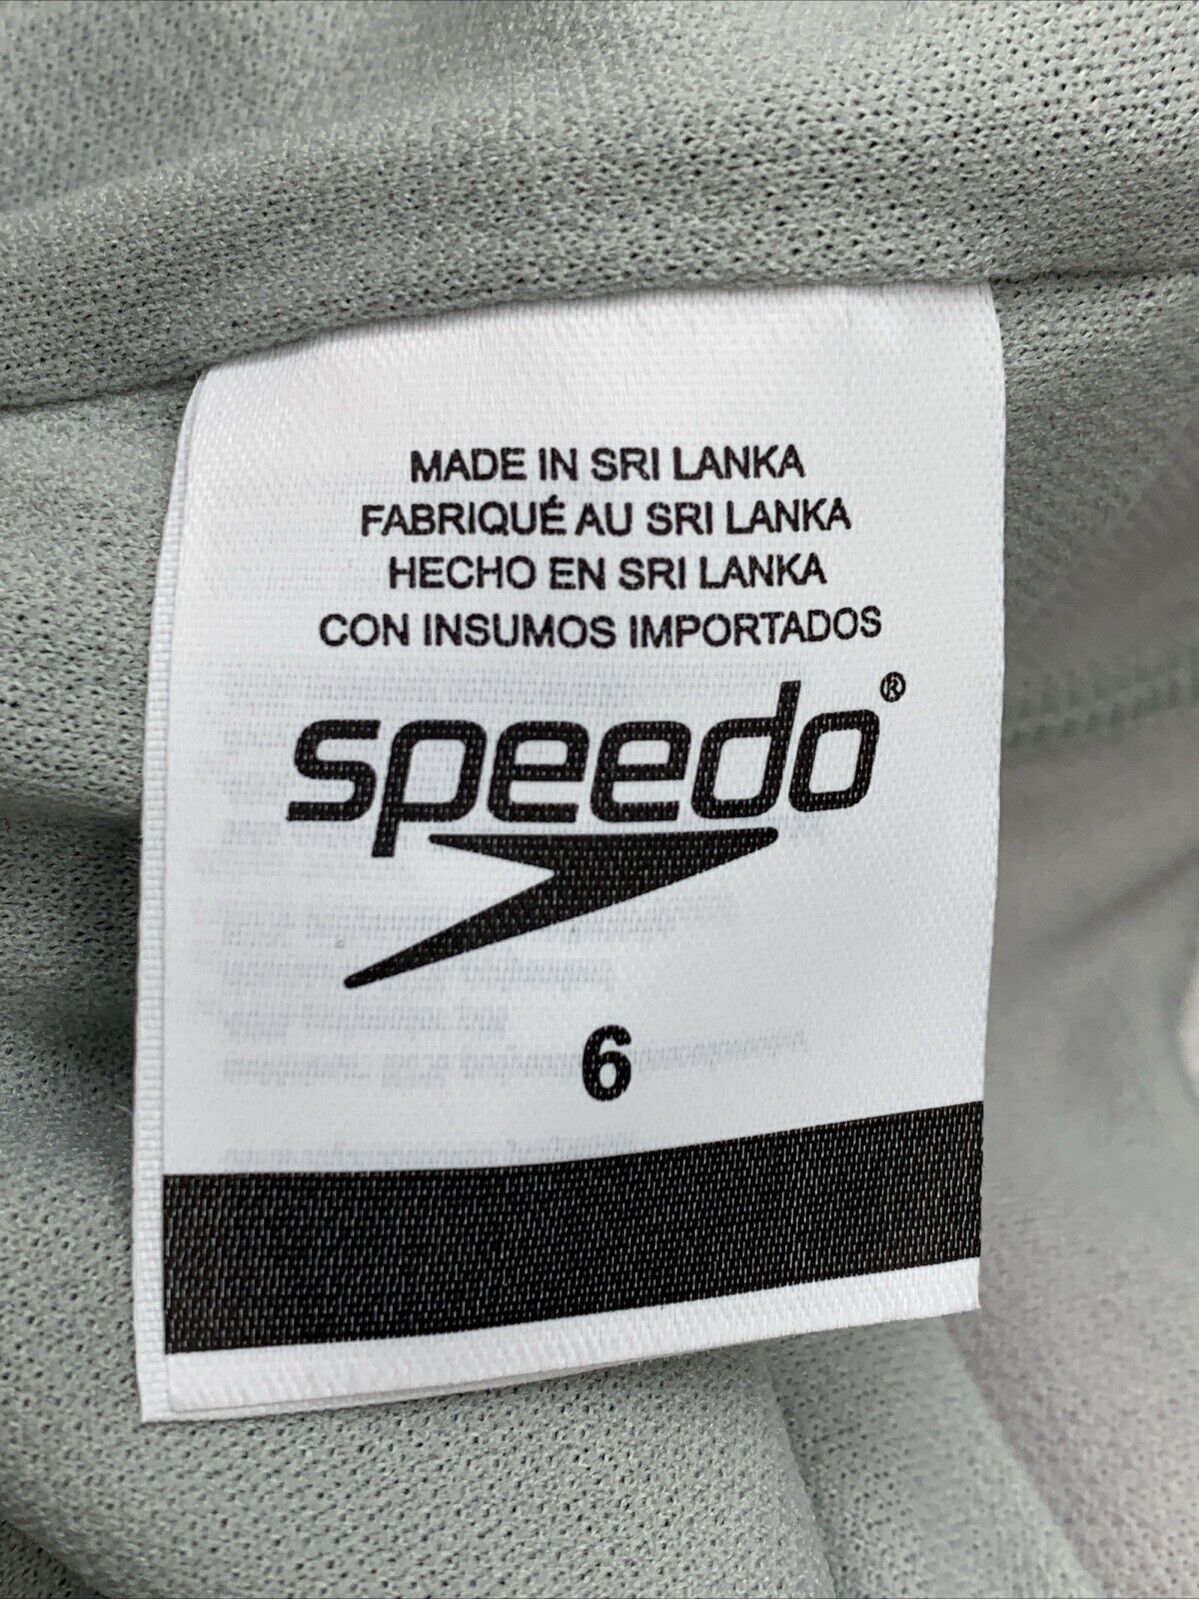 MADE IN SRI LANKA
FABRIQUÉ AU SRI LANKA
HECHO EN SRI LANKA
CON INSUMOS IMPORTADOS
speedo®
6